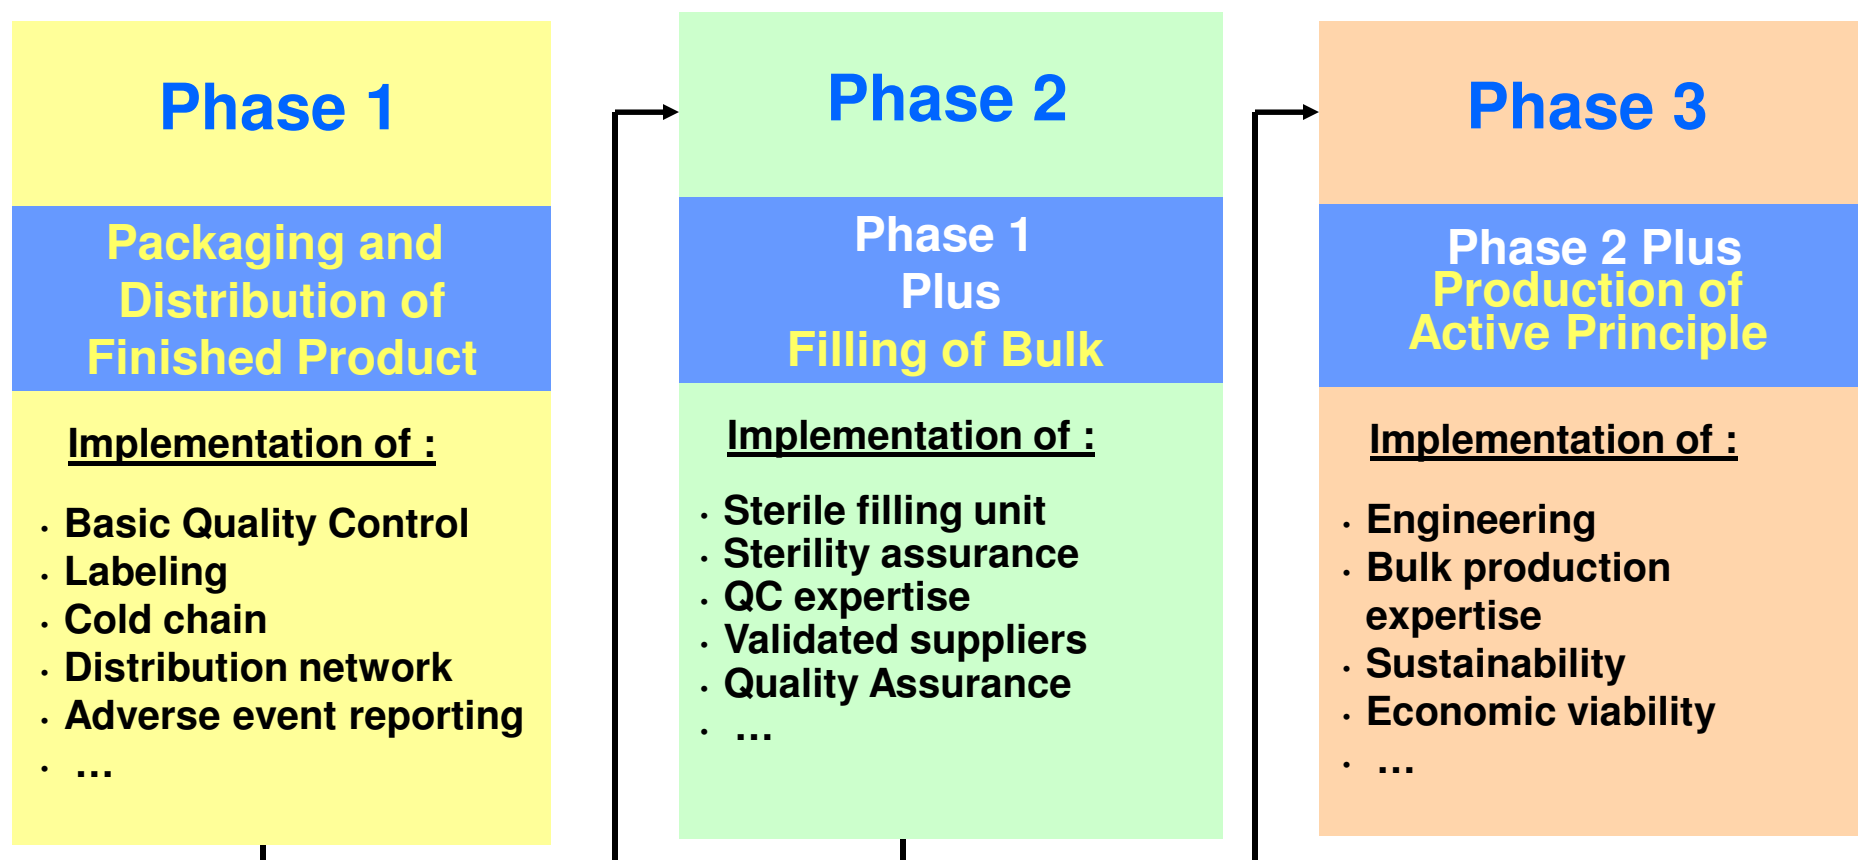 Phase 1
Packaging and
Distribution of
Finished Product
Implementation of :
· Basic Quality Control
· Labeling
· Cold chain
· Distribution network
· Adverse event reporting
· ...
Phase 2
Phase 1
Plus
Filling of Bulk
Implementation of :
· Sterile filling unit
· Sterility assurance
· QC expertise
· Validated suppliers
· Quality Assurance
· ...
Phase 3
Phase 2 Plus
Production of
Active Principle
Implementation of :
· Engineering
· Bulk production
expertise
· Sustainability
· Economic viability
· ...